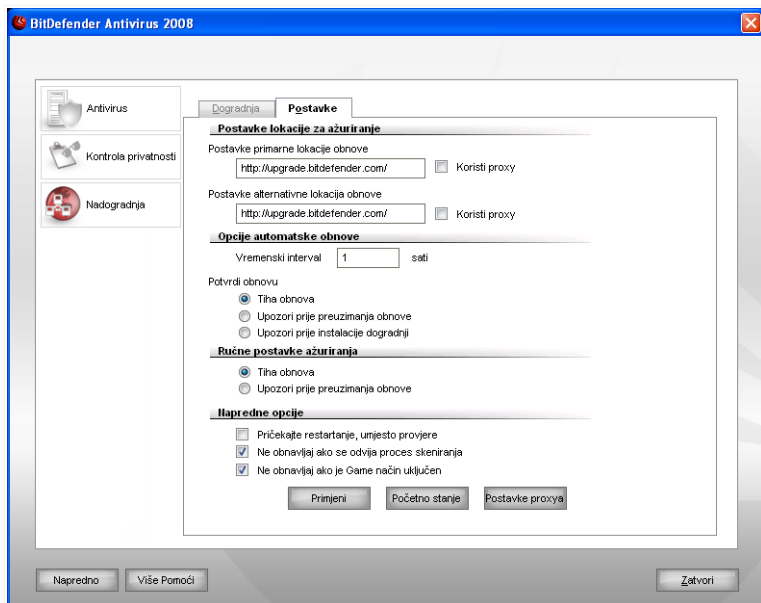 BitDefender Antivirus 2008
Antivirus
Kontrola privatnosti
Nadogradnja
Dogradnja
Postavke
Postavke lokacije za ažuriranje
Postavke primarne lokacije obnove
http://upgrade.bitdefender.com/
Koristi proxy
Postavke alternativne lokacija obnove
http://upgrade.bitdefender.com/
Koristi proxy
Opcije automatske obnove
Vremenski interval 1 sati
Potvrdi obnovu
Tiha obnova
Upozori prije preuzimanja obnove
Upozori prije instalacije dogradnji
Ručne postavke ažuriranja
Tiha obnova
Upozori prije preuzimanja obnove
Napredne opcije
Pričekajte restartanje, umjesto provjere
Ne obnavljaj ako se odvija proces skeniranja
Ne obnavljaj ako je Game način uključen
Primjeni
Početno stanje
Postavke proxya
Napredno
Više Pomoći
Zatvori